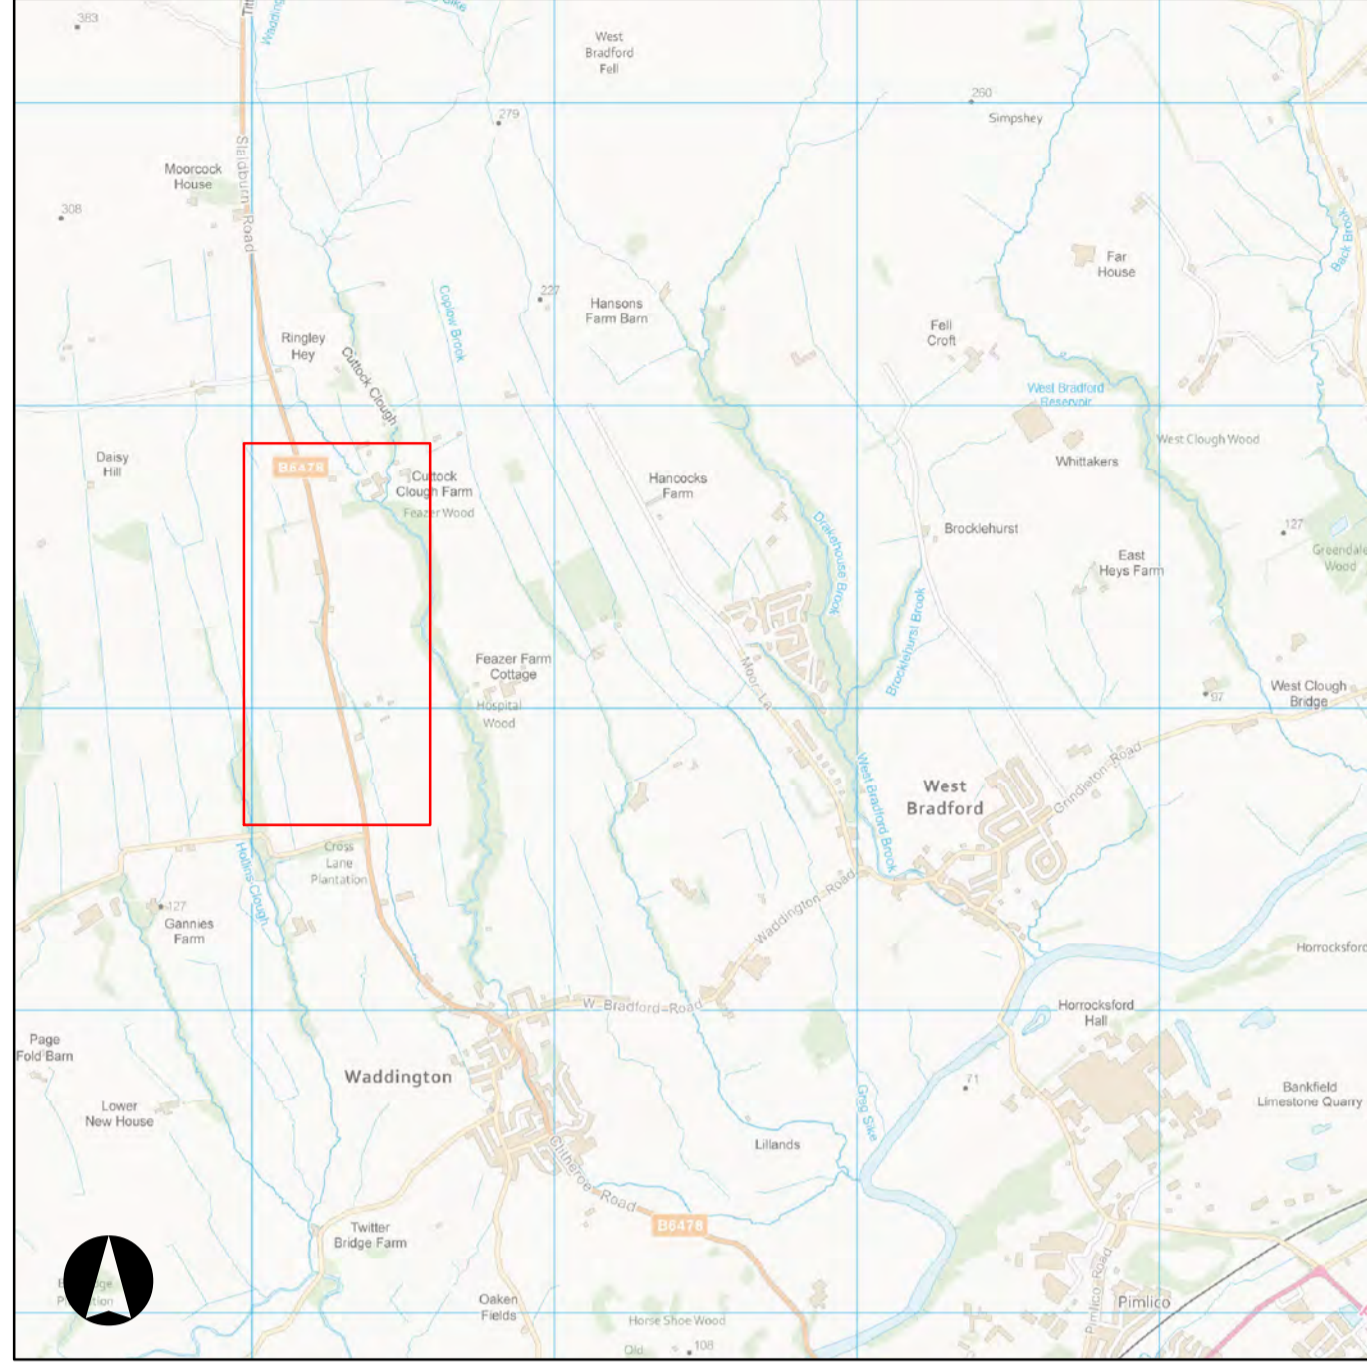 383
West
Bradford
Fell
260
Simpshey
279
Moorcock
House
Slaidburn Road
308
Back Brook
Far
House
227
Hansons
Farm Barn
Coplow Brook
Fell
Croft
Ringley
Hey
Cuttock Clough
West Bradford
Reservoir
West Clough Wood
Daisy
Hill
B6478
Cuttock
Clough Farm
Feazer Wood
Hancocks
Farm
Whittakers
Drakehouse Brook
Brocklehurst
127
Greendale
Wood
East
Heys Farm
Brocklehurst Brook
Feazer Farm
Cottage
Moor-La
Hospital
Wood
97
West Clough
Bridge
West
Bradford
Grindleton-Road
West Bradford Brook
Cross
Lane
Plantation
Hollins Clough
127
Gannies
Farm
Waddington-Road
Horrocksford
W-Bradford-Road
Horrocksford
Hall
Page
Fold Barn
Waddington
71
Bankfield
Limestone Quarry
Lower
New House
Greg Sike
Lillands
Clitheroe-Road
B6478
Twitter
Bridge Farm
Pimlico-Road
Oaken
Fields
Pimlico
Horse Shoe Wood
Old
108